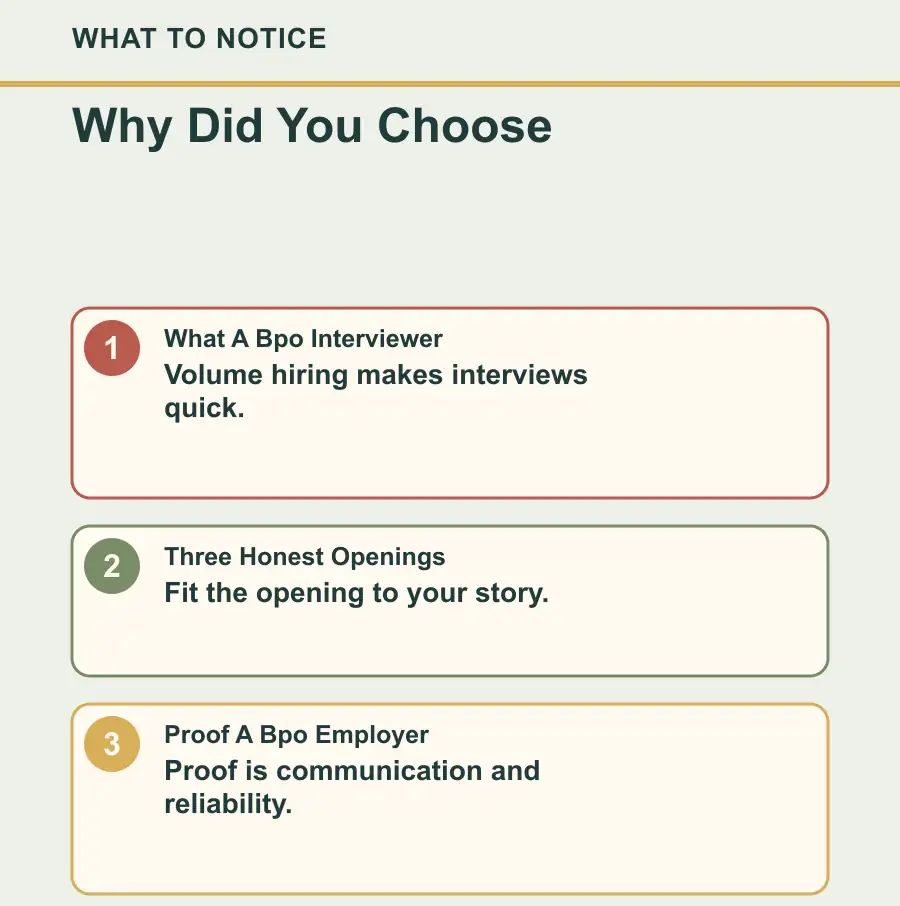 WHAT TO NOTICE
Why Did You Choose
1
What A Bpo Interviewer
Volume hiring makes interviews
quick.
2
Three Honest Openings
Fit the opening to your story.
3
Proof A Bpo Employer
Proof is communication and
reliability.